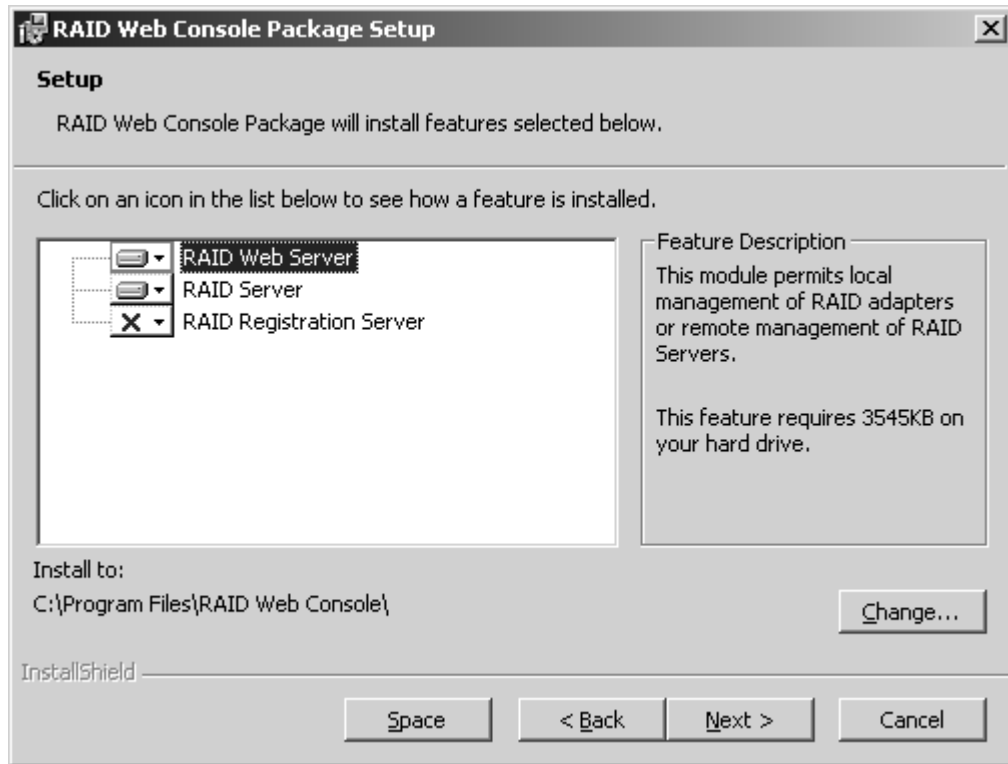 RAID Web Console Package Setup
Setup
RAID Web Console Package will install features selected below.
Click on an icon in the list below to see how a feature is installed.
RAID Web Server
RAID Server
RAID Registration Server
Feature Description
This module permits local
management of RAID adapters
or remote management of RAID
Servers.
This feature requires 3545KB on
your hard drive.
Install to:
C:\Program Files\RAID Web Console\
Change...
InstallShield
Space
< Back
Next >
Cancel